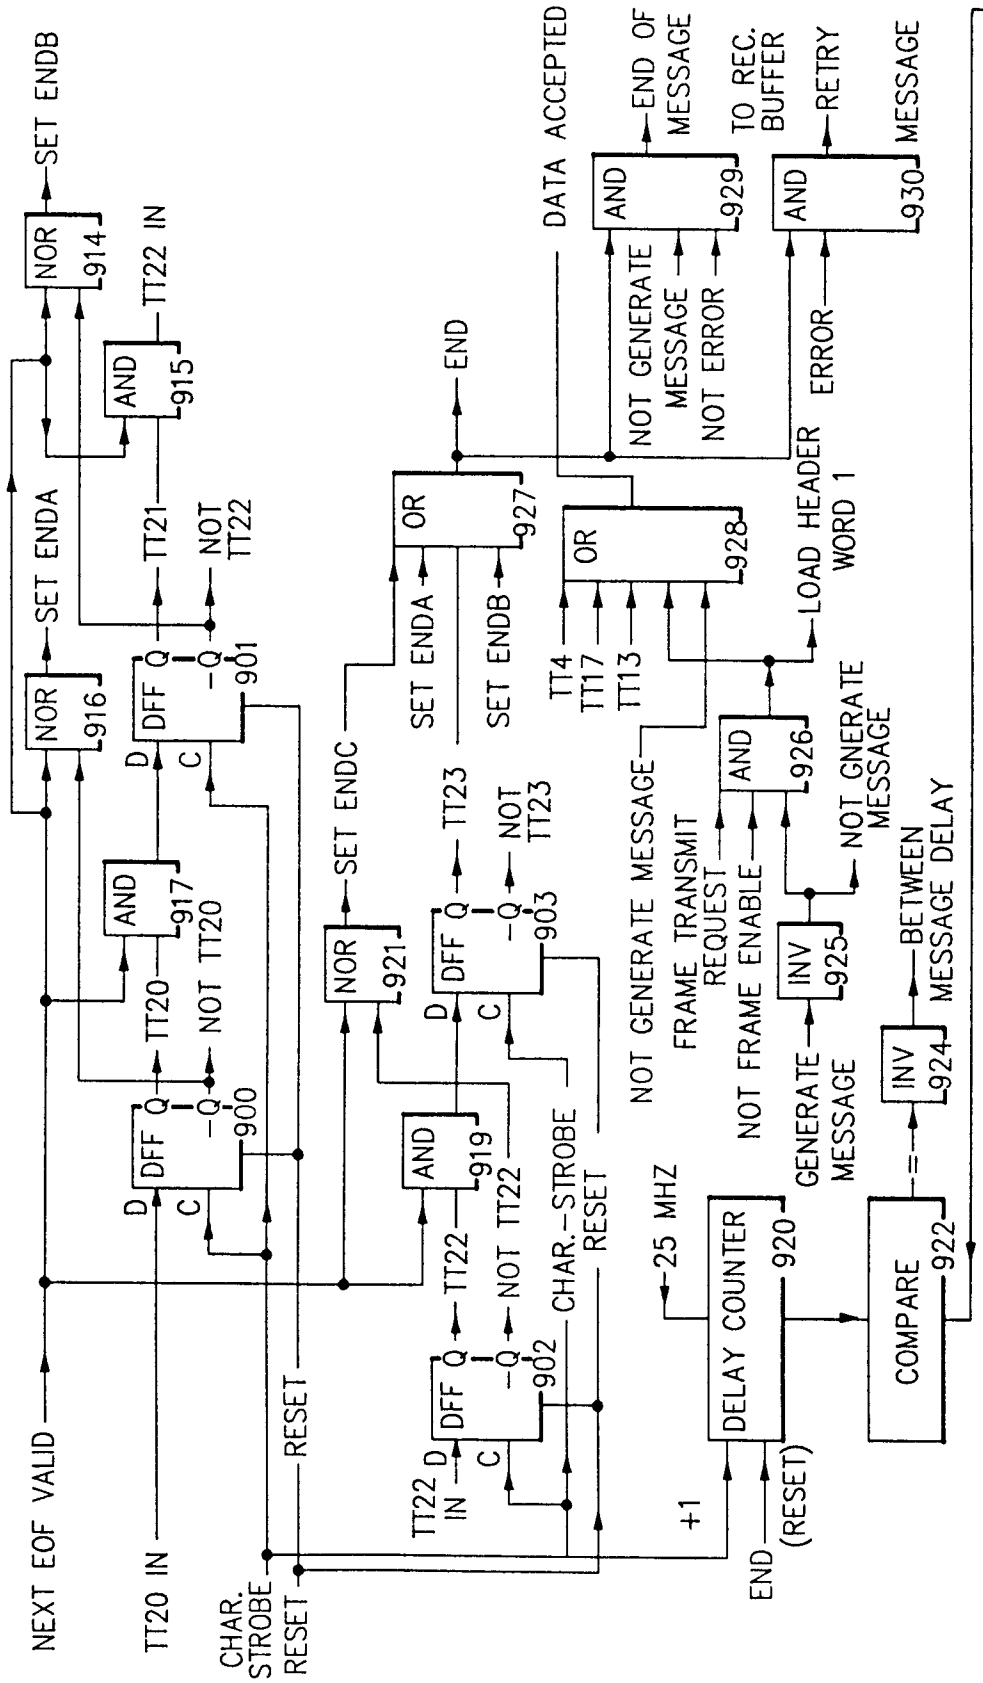 NEXT EOF VALID
TT20 IN
CHAR.
STROBE
RESET
RESET
D
DFF
Q
C
-Q
900
TT20
NOT TT20
AND
917
D
DFF
Q
C
-Q
901
TT21
NOT
TT22
NOR
916
SET ENDA
AND
915
TT22 IN
NOR
914
SET ENDB
TT22
IN
D
DFF
Q
C
-Q
902
TT22
NOT TT22
AND
919
CHAR.-STROBE
RESET
NOR
921
SET ENDC
D
DFF
Q
C
-Q
903
TT23
NOT
TT23
SET ENDA
SET ENDB
OR
927
END
TT4
TT17
TT13
OR
928
DATA ACCEPTED
NOT GENERATE
MESSAGE
NOT ERROR
AND
929
END OF
MESSAGE
TO REC.
BUFFER
ERROR
AND
930
RETRY
MESSAGE
+1
END
(RESET)
25 MHZ
DELAY COUNTER
920
COMPARE
922
=
INV
924
BETWEEN
MESSAGE DELAY
GENERATE
MESSAGE
INV
925
NOT GNERATE
MESSAGE
NOT GENERATE MESSAGE
FRAME TRANSMIT
REQUEST
NOT FRAME ENABLE
AND
926
LOAD HEADER
WORD 1